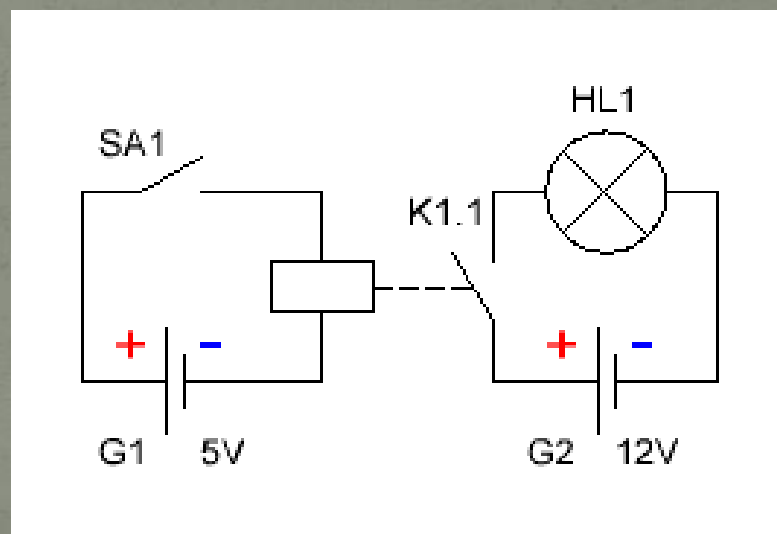 HL1
SA1
K1.1
+ -
+ -
G1 5V
G2 12V